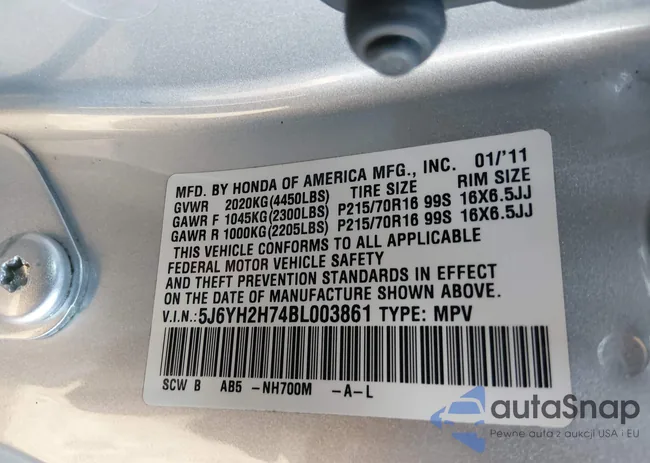 MFD. BY HONDA OF AMERICA MFG., INC. 01/'11
GVWR 2020KG(4450LBS) TIRE SIZE RIM SIZE
GAWR F 1045KG(2300LBS) P215/70R16 99S 16X6.5JJ
GAWR R 1000KG(2205LBS) P215/70R16 99S 16X6.5JJ
THIS VEHICLE CONFORMS TO ALL APPLICABLE
FEDERAL MOTOR VEHICLE SAFETY
AND THEFT PREVENTION STANDARDS IN EFFECT
ON THE DATE OF MANUFACTURE SHOWN ABOVE.
V.I.N.: 5J6YH2H74BL003861 TYPE: MPV
SCW B AB5 -NH700M -A-L
autaSnap
Pewne auta z aukcji USA i EU